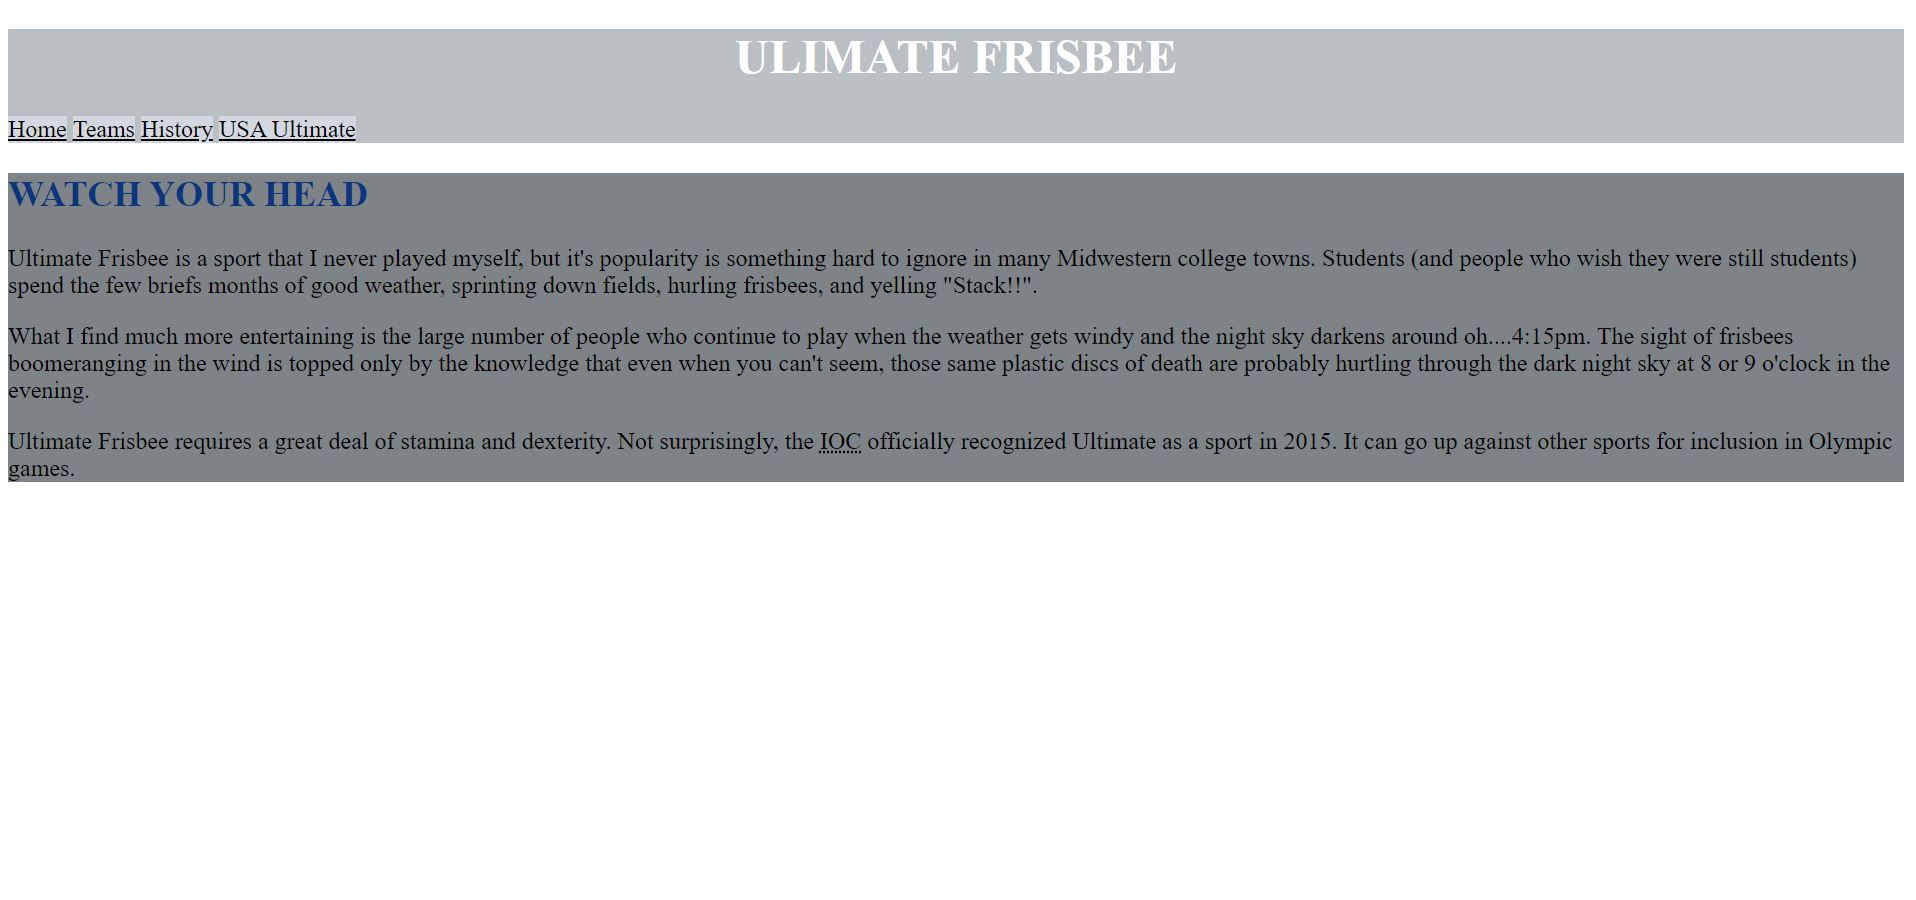 ULIMATE FRISBEE
Home Teams History USA Ultimate
WATCH YOUR HEAD
Ultimate Frisbee is a sport that I never played myself, but it's popularity is something hard to ignore in many Midwestern college towns. Students (and people who wish they were still students)
spend the few briefs months of good weather, sprinting down fields, hurling frisbees, and yelling "Stack!!".
What I find much more entertaining is the large number of people who continue to play when the weather gets windy and the night sky darkens around oh....4:15pm. The sight of frisbees
boomeranging in the wind is topped only by the knowledge that even when you can't seem, those same plastic discs of death are probably hurtling through the dark night sky at 8 or 9 o'clock in the
evening.
Ultimate Frisbee requires a great deal of stamina and dexterity. Not surprisingly, the IOC officially recognized Ultimate as a sport in 2015. It can go up against other sports for inclusion in Olympic
games.